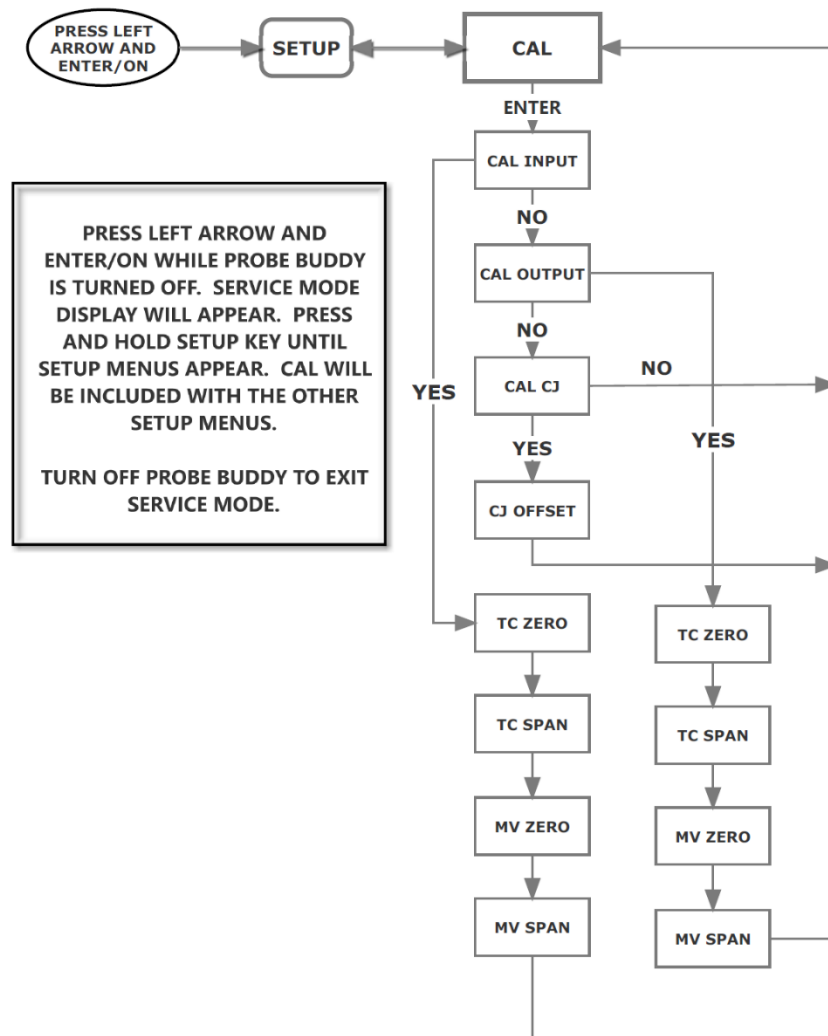 PRESS LEFT
ARROW AND
ENTER/ON
SETUP
CAL
ENTER
CAL INPUT
NO
CAL OUTPUT
NO
CAL CJ
NO
YES
YES
YES
CJ OFFSET
PRESS LEFT ARROW AND
ENTER/ON WHILE PROBE BUDDY
IS TURNED OFF. SERVICE MODE
DISPLAY WILL APPEAR. PRESS
AND HOLD SETUP KEY UNTIL
SETUP MENUS APPEAR. CAL WILL
BE INCLUDED WITH THE OTHER
SETUP MENUS.
TURN OFF PROBE BUDDY TO EXIT
SERVICE MODE.
TC ZERO
TC SPAN
MV ZERO
MV SPAN
TC ZERO
TC SPAN
MV ZERO
MV SPAN